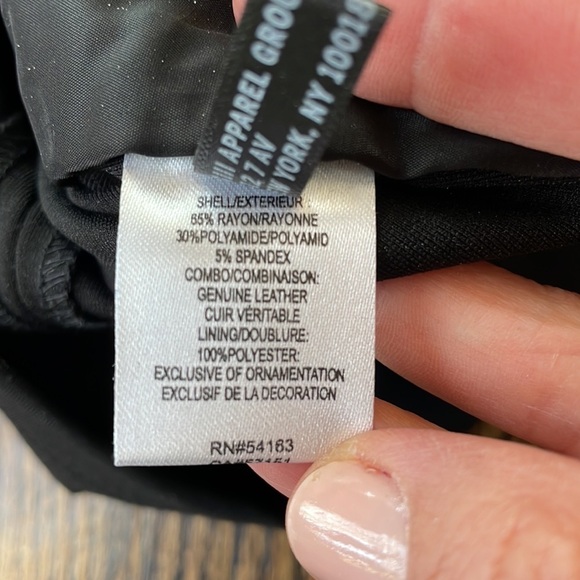 III APPAREL GROU
7 AV
YORK, NY 10018
SHELL/EXTERIEUR:
65% RAYON/RAYONNE
30%POLYAMIDE/POLYAMID
5% SPANDEX
COMBO/COMBINAISON:
GENUINE LEATHER
CUIR VÉRITABLE
LINING/DOUBLURE:
100%POLYESTER:
EXCLUSIVE OF ORNAMENTATION
EXCLUSIF DE LA DECORATION
RN#54163